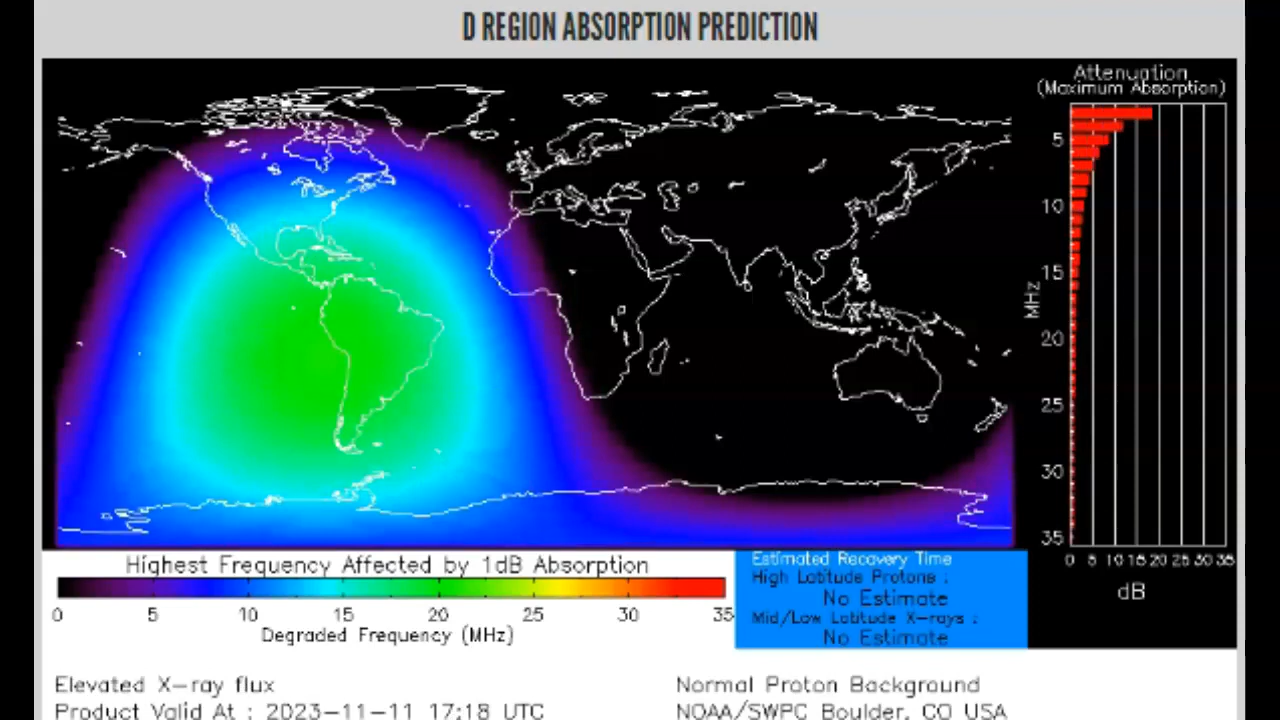 D REGION ABSORPTION PREDICTION
Attenuation
(Maximum Absorption)
5
10
15
20
25
30
35
MHz
0 5 10 15 20 25 30 35
dB
Highest Frequency Affected by 1dB Absorption
0 5 10 15 20 25 30 35
Degraded Frequency (MHz)
Estimated Recovery Time
High Latitude Protons :
No Estimate
Mid/Low Latitude X-rays :
No Estimate
Elevated X-ray flux
Normal Proton Background
Product Valid At : 2023-11-11 17:18 UTC
NOAA/SWPC Boulder, CO USA